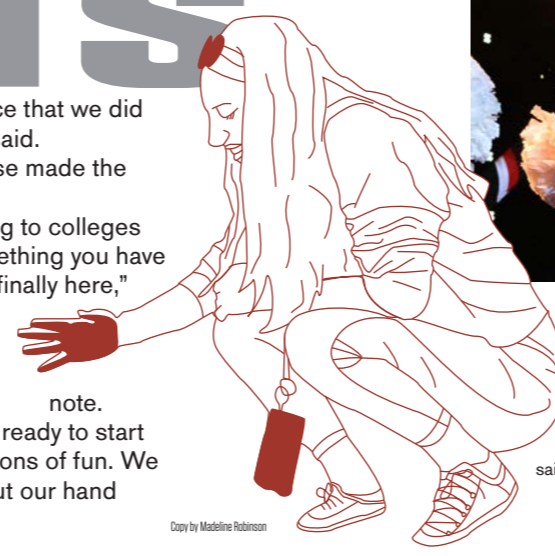 ce that we did
aid.
se made the
g to colleges
ething you have
finally here,”
note.
ready to start
ons of fun. We
ut our hand
Copy by Madeline Robinson
sai